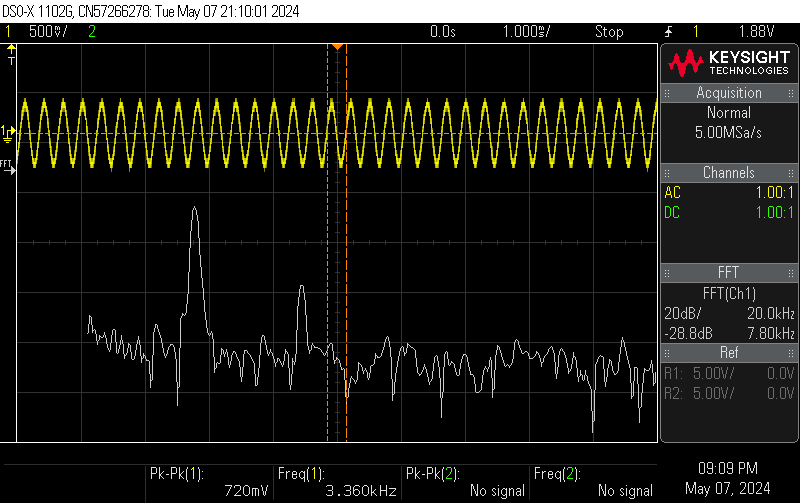 DSO-X 1102G, CN57266278: Tue May 07 21:10:01 2024
1 500mV/ 2 0.0s 1.000ms/ Stop 1 1.88V
T
1
FFT
KEYSIGHT
TECHNOLOGIES
Acquisition
Normal
5.00MSa/s
Channels
AC 1.00:1
DC 1.00:1
FFT
FFT(Ch1)
20dB/ 20.0kHz
-28.8dB 7.80kHz
Ref
R1: 5.00V/ 0.0V
R2: 5.00V/ 0.0V
Pk-Pk(1): Freq(1): Pk-Pk(2): Freq(2):
720mV 3.360kHz No signal No signal
09:09 PM
May 07, 2024